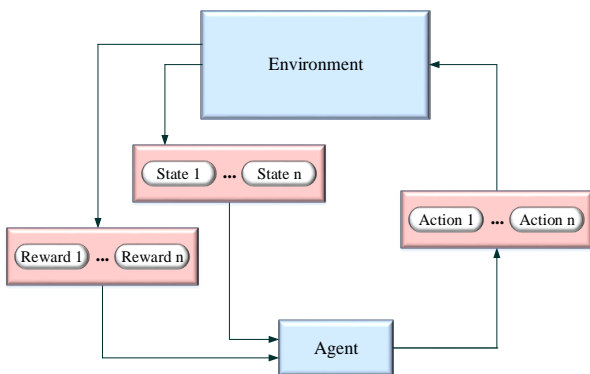 Environment
State 1 ... State n
Action 1 ... Action n
Reward 1 ... Reward n
Agent